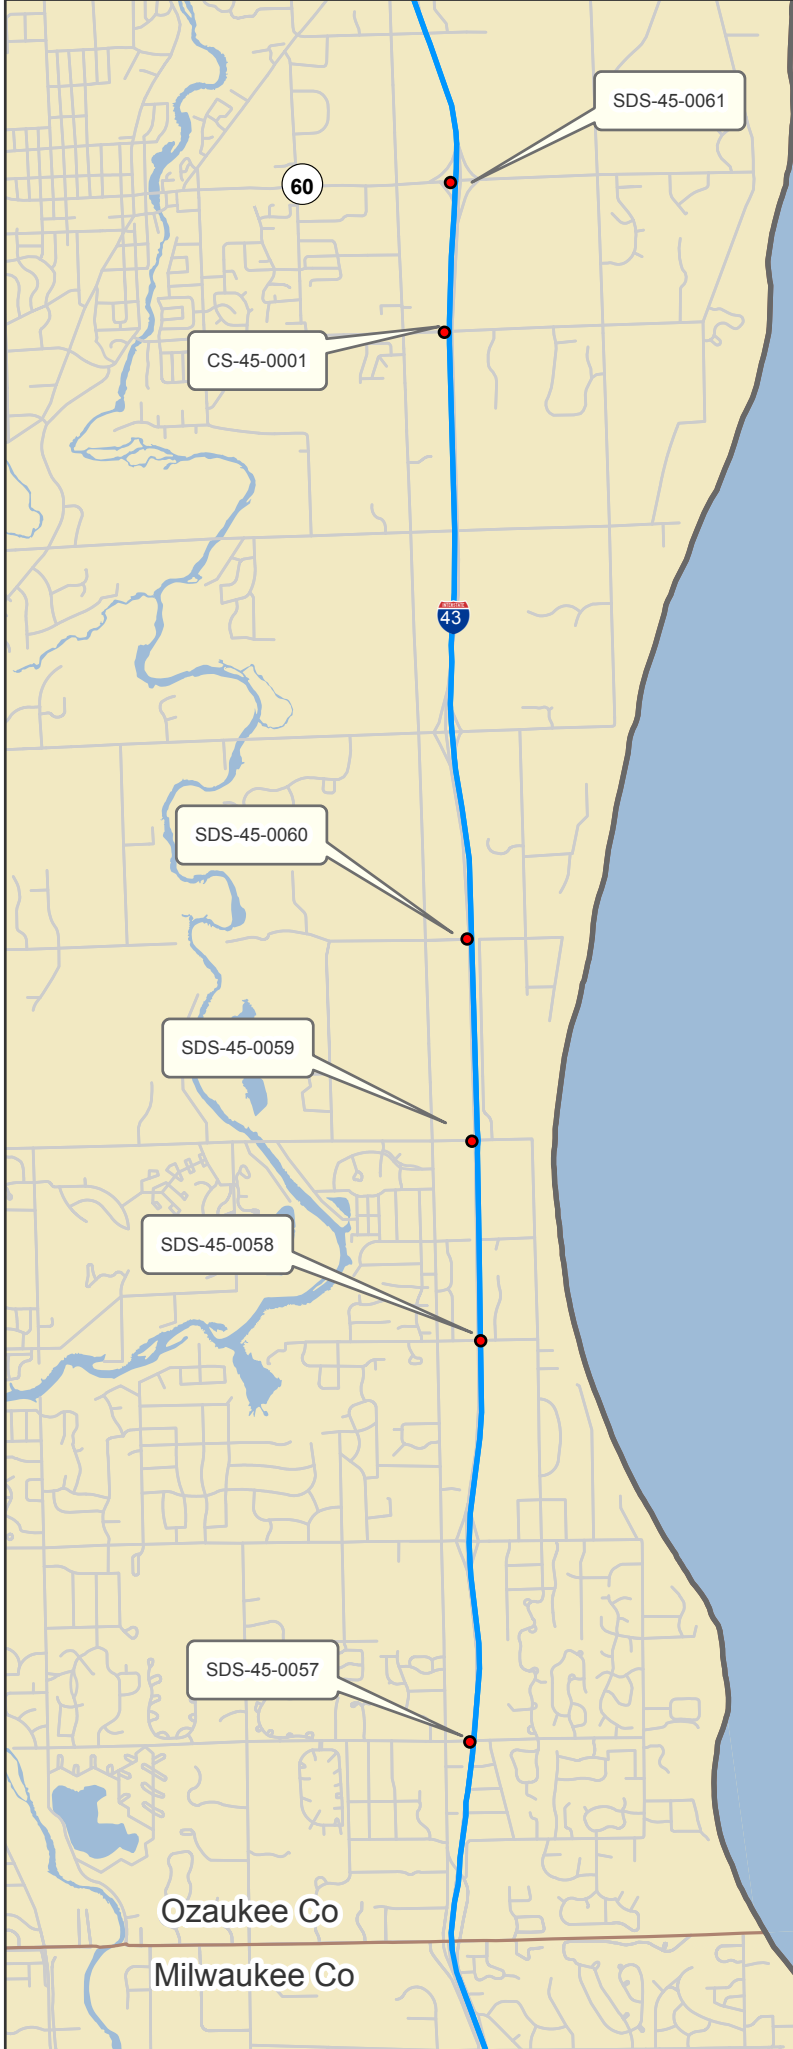 SDS-45-0061
60
CS-45-0001
INTERSTATE
43
SDS-45-0060
SDS-45-0059
SDS-45-0058
SDS-45-0057
Ozaukee Co
Milwaukee Co